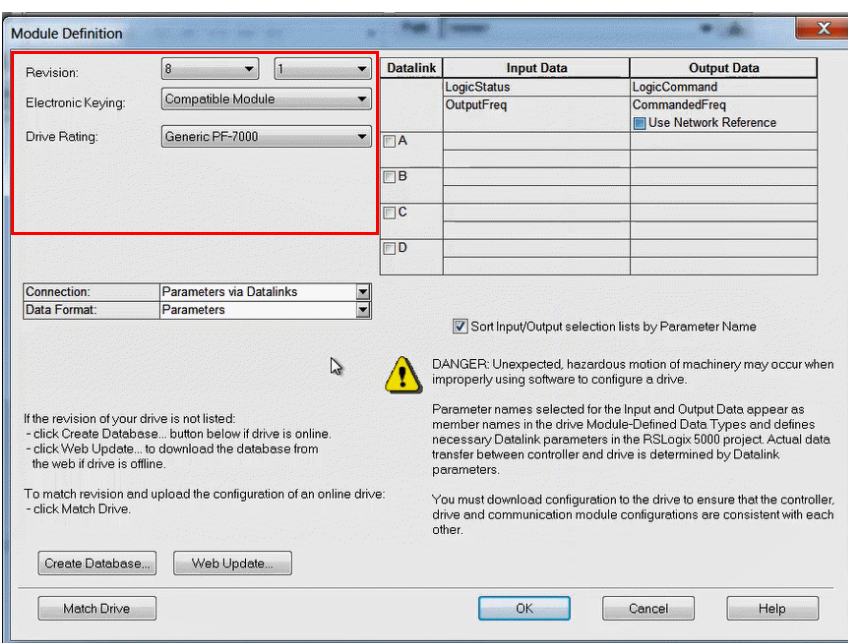 Module Definition
Revision: 8 1
Electronic Keying: Compatible Module
Drive Rating: Generic PF-7000
Datalink Input Data Output Data
LogicStatus LogicCommand
OutputFreq CommandedFreq
Use Network Reference
A
B
C
D
Connection: Parameters via Datalinks
Data Format: Parameters
Sort Input/Output selection lists by Parameter Name
DANGER: Unexpected, hazardous motion of machinery may occur when
improperly using software to configure a drive.
Parameter names selected for the Input and Output Data appear as
member names in the drive Module-Defined Data Types and defines
necessary Datalink parameters in the RSLogix 5000 project. Actual data
transfer between controller and drive is determined by Datalink
parameters.
You must download configuration to the drive to ensure that the controller,
drive and communication module configurations are consistent with each
other.
If the revision of your drive is not listed:
- click Create Database... button below if drive is online.
- click Web Update... to download the database from
the web if drive is offline.
To match revision and upload the configuration of an online drive:
- click Match Drive.
Create Database... Web Update...
Match Drive OK Cancel Help